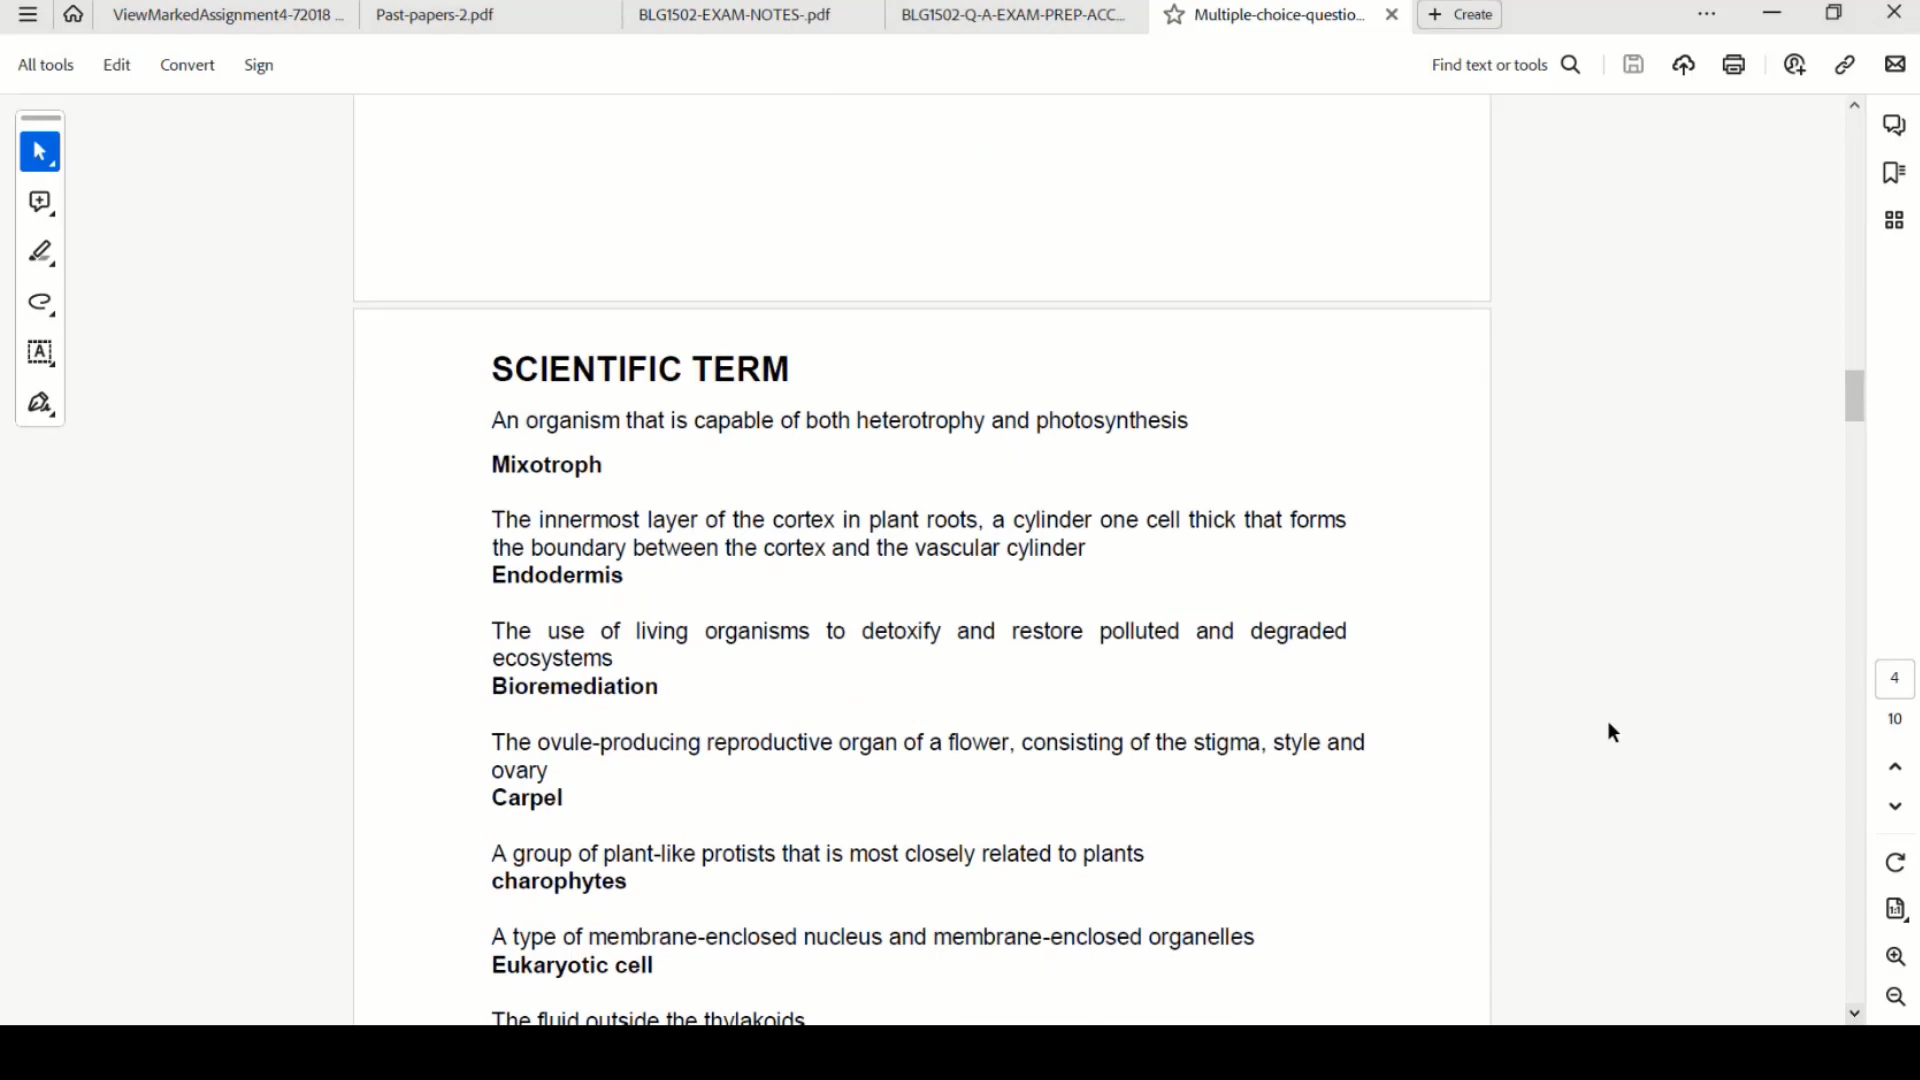 ViewMarkedAssignment4-72018 ...
Past-papers-2.pdf
BLG1502-EXAM-NOTES-.pdf
BLG1502-Q-A-EXAM-PREP-ACC...
Multiple-choice-questio...
+ Create
All tools
Edit
Convert
Sign
Find text or tools
SCIENTIFIC TERM
An organism that is capable of both heterotrophy and photosynthesis
Mixotroph
The innermost layer of the cortex in plant roots, a cylinder one cell thick that forms
the boundary between the cortex and the vascular cylinder
Endodermis
The use of living organisms to detoxify and restore polluted and degraded
ecosystems
Bioremediation
The ovule-producing reproductive organ of a flower, consisting of the stigma, style and
ovary
Carpel
A group of plant-like protists that is most closely related to plants
charophytes
A type of membrane-enclosed nucleus and membrane-enclosed organelles
Eukaryotic cell
The fluid outside the thylakoids
4
10